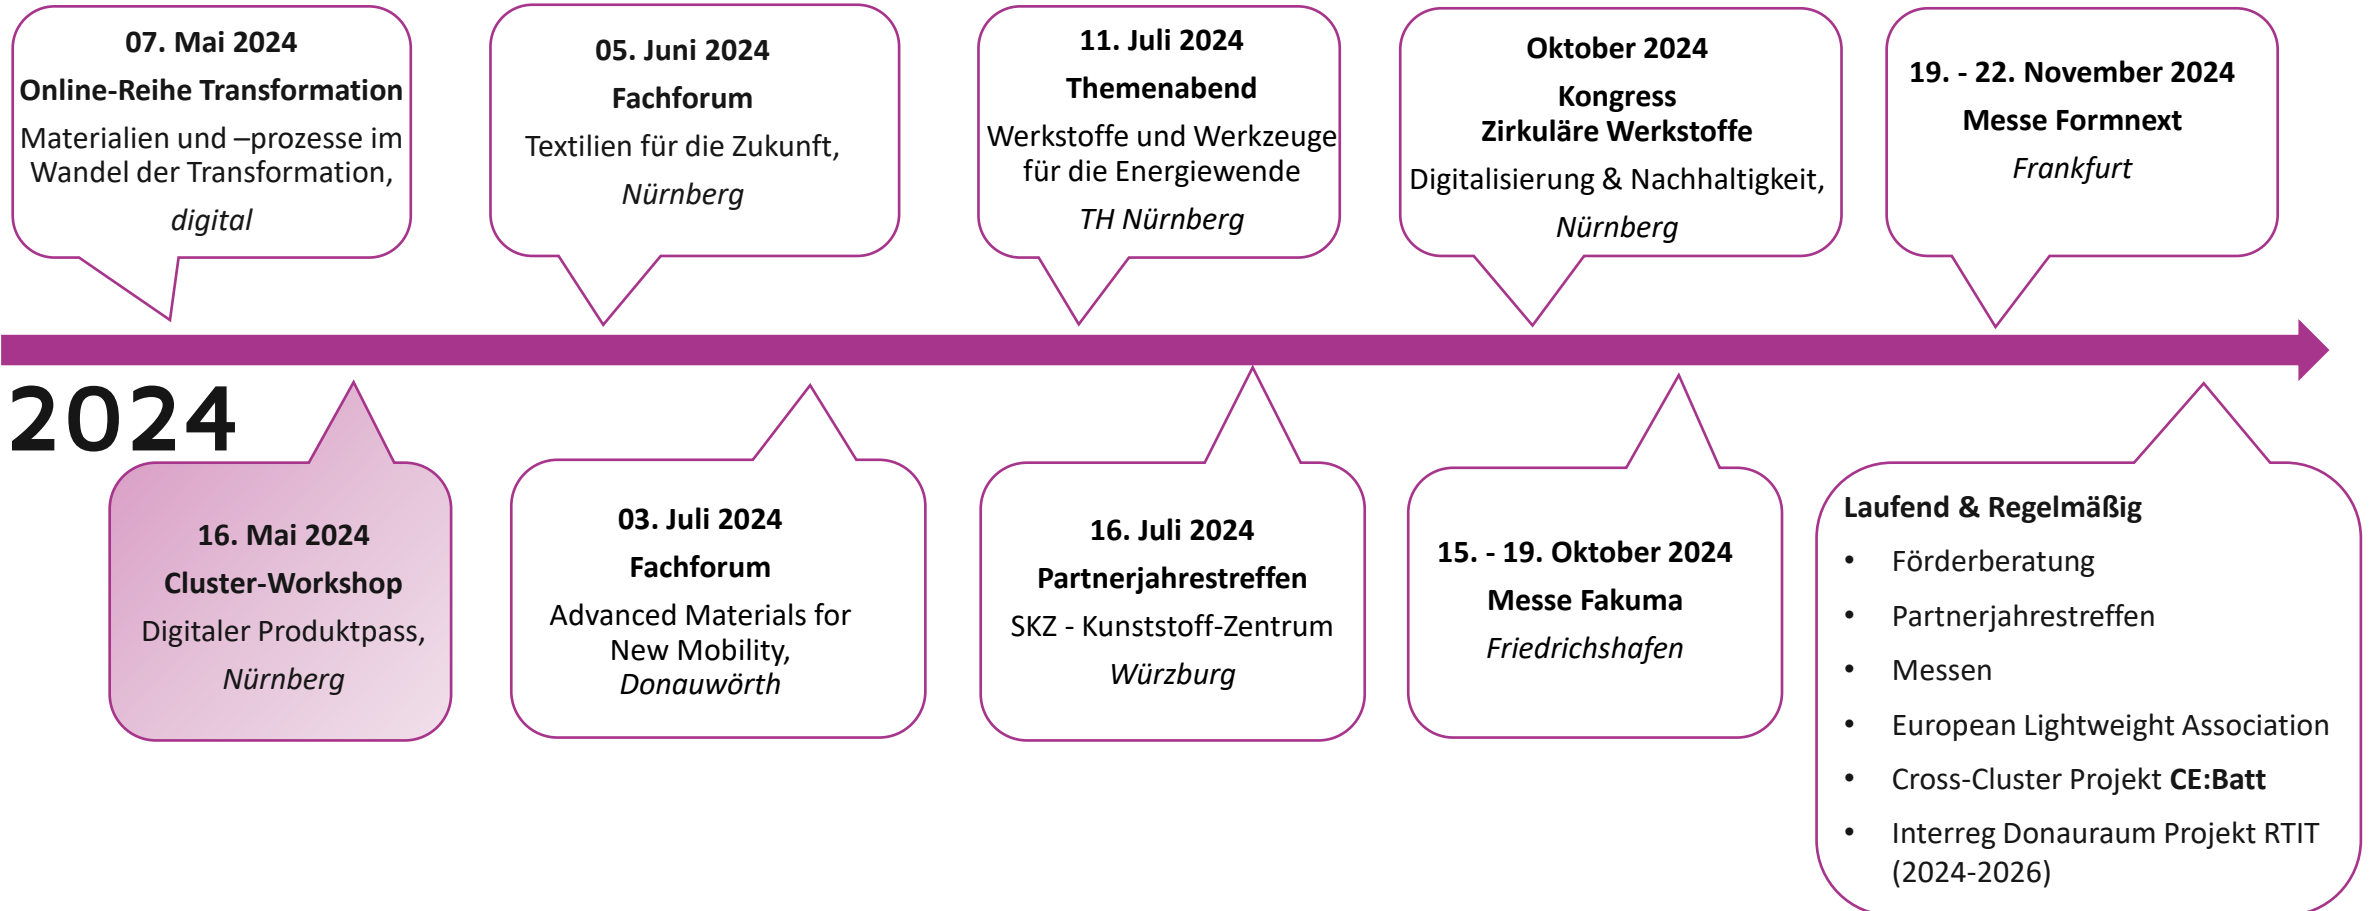 07. Mai 2024
Online-Reihe Transformation
Materialien und –prozesse im
Wandel der Transformation,
digital
05. Juni 2024
Fachforum
Textilien für die Zukunft,
Nürnberg
11. Juli 2024
Themenabend
Werkstoffe und Werkzeuge
für die Energiewende
TH Nürnberg
Oktober 2024
Kongress
Zirkuläre Werkstoffe
Digitalisierung & Nachhaltigkeit,
Nürnberg
19. - 22. November 2024
Messe Formnext
Frankfurt
2024
16. Mai 2024
Cluster-Workshop
Digitaler Produktpass,
Nürnberg
03. Juli 2024
Fachforum
Advanced Materials for
New Mobility,
Donauwörth
16. Juli 2024
Partnerjahrestreffen
SKZ - Kunststoff-Zentrum
Würzburg
15. - 19. Oktober 2024
Messe Fakuma
Friedrichshafen
Laufend & Regelmäßig
• Förderberatung
• Partnerjahrestreffen
• Messen
• European Lightweight Association
• Cross-Cluster Projekt CE:Batt
• Interreg Donauraum Projekt RTIT
(2024-2026)